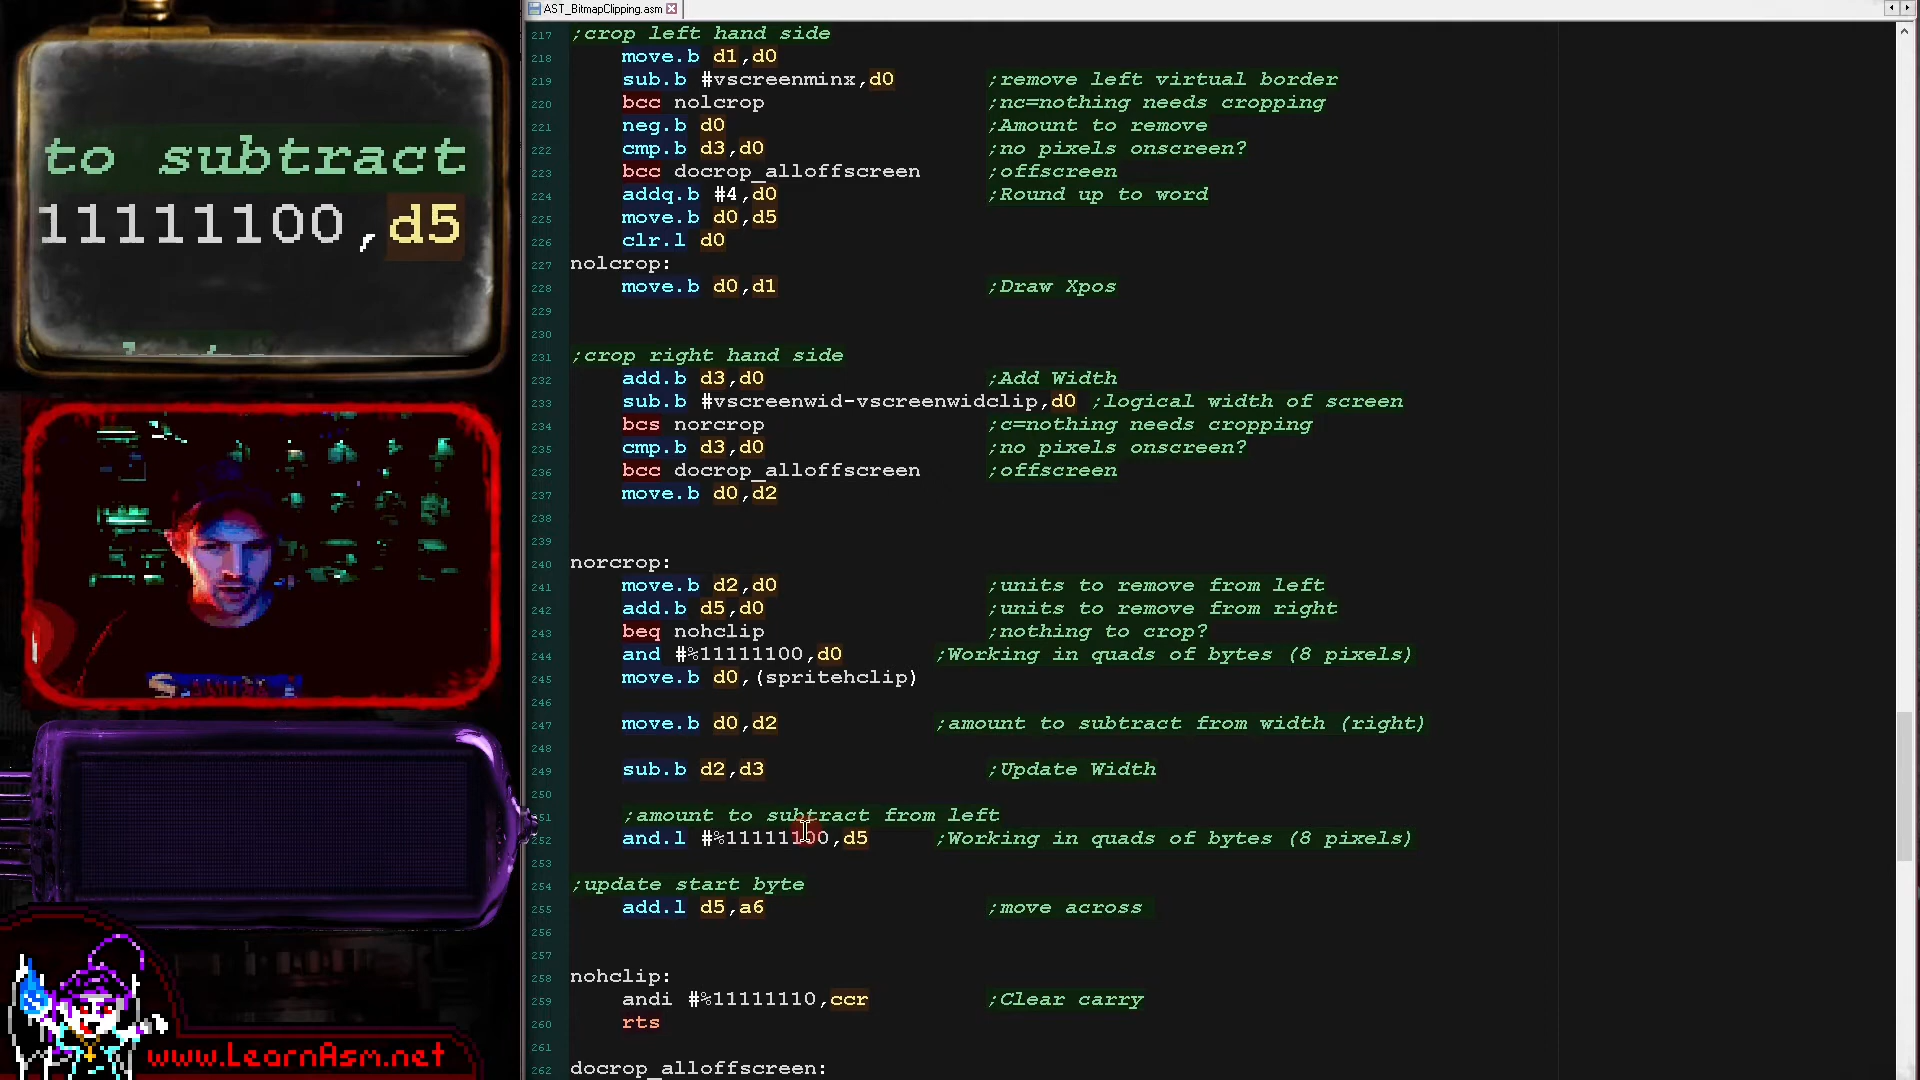 AST_BitmapClipping.asm
to subtract
11111100,d5
217 ;crop left hand side
218 move.b d1,d0
219 sub.b #vscreenminx,d0 ;remove left virtual border
220 bcc nolcrop ;nc=nothing needs cropping
221 neg.b d0 ;Amount to remove
222 cmp.b d3,d0 ;no pixels onscreen?
223 bcc docrop_alloffscreen ;offscreen
224 addq.b #4,d0 ;Round up to word
225 move.b d0,d5
226 clr.l d0
227 nolcrop:
228 move.b d0,d1 ;Draw Xpos
229
230
231 ;crop right hand side
232 add.b d3,d0 ;Add Width
233 sub.b #vscreenwid-vscreenwidclip,d0 ;logical width of screen
234 bcs norcrop ;c=nothing needs cropping
235 cmp.b d3,d0 ;no pixels onscreen?
236 bcc docrop_alloffscreen ;offscreen
237 move.b d0,d2
238
239
240 norcrop:
241 move.b d2,d0 ;units to remove from left
242 add.b d5,d0 ;units to remove from right
243 beq nohclip ;nothing to crop?
244 and #%11111100,d0 ;Working in quads of bytes (8 pixels)
245 move.b d0,(spritehclip)
246
247 move.b d0,d2 ;amount to subtract from width (right)
248
249 sub.b d2,d3 ;Update Width
250
251 ;amount to subtract from left
252 and.l #%11111100,d5 ;Working in quads of bytes (8 pixels)
253
254 ;update start byte
255 add.l d5,a6 ;move across
256
257
258 nohclip:
259 andi #%11111110,ccr ;Clear carry
260 rts
261
262 docrop_alloffscreen:
www.LearnAsm.net